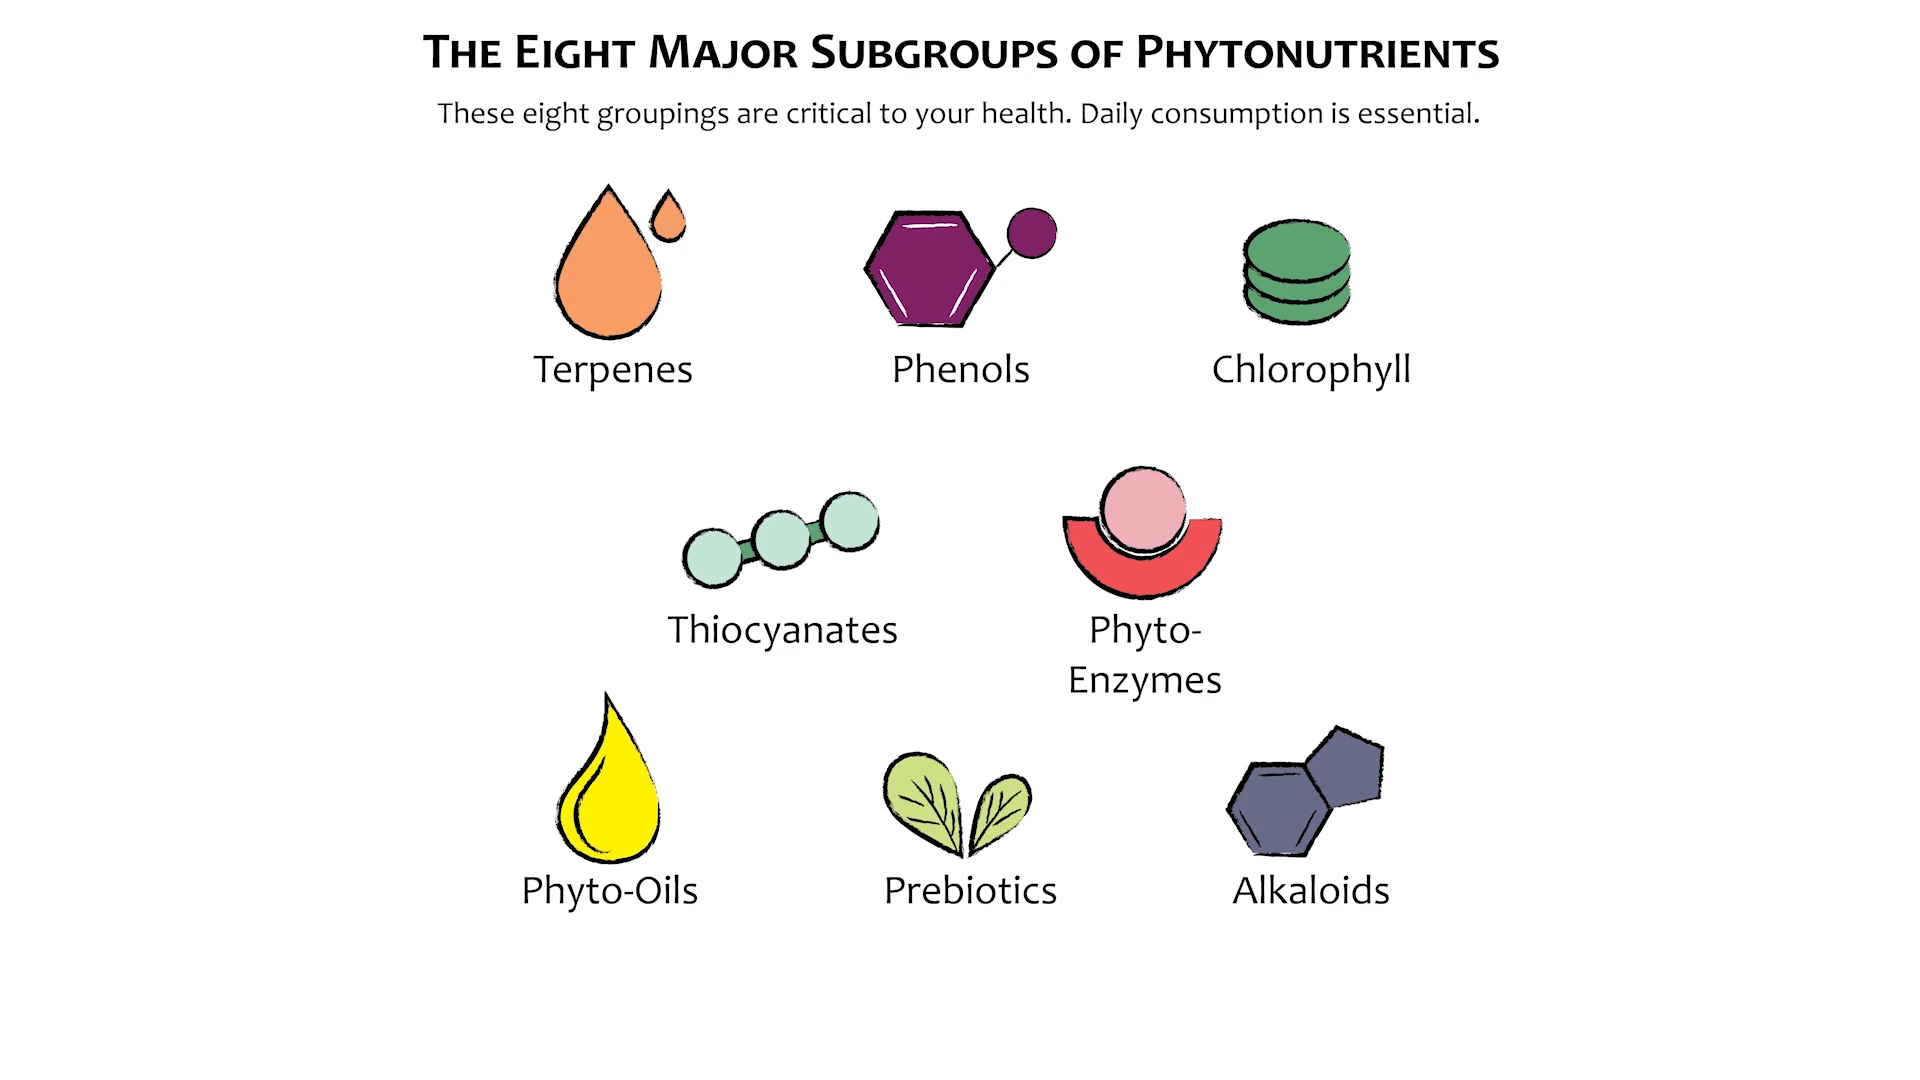 The Eight Major Subgroups of Phytonutrients
These eight groupings are critical to your health. Daily consumption is essential.
Terpenes
Phenols
Chlorophyll
Thiocyanates
Phyto-
Enzymes
Phyto-Oils
Prebiotics
Alkaloids